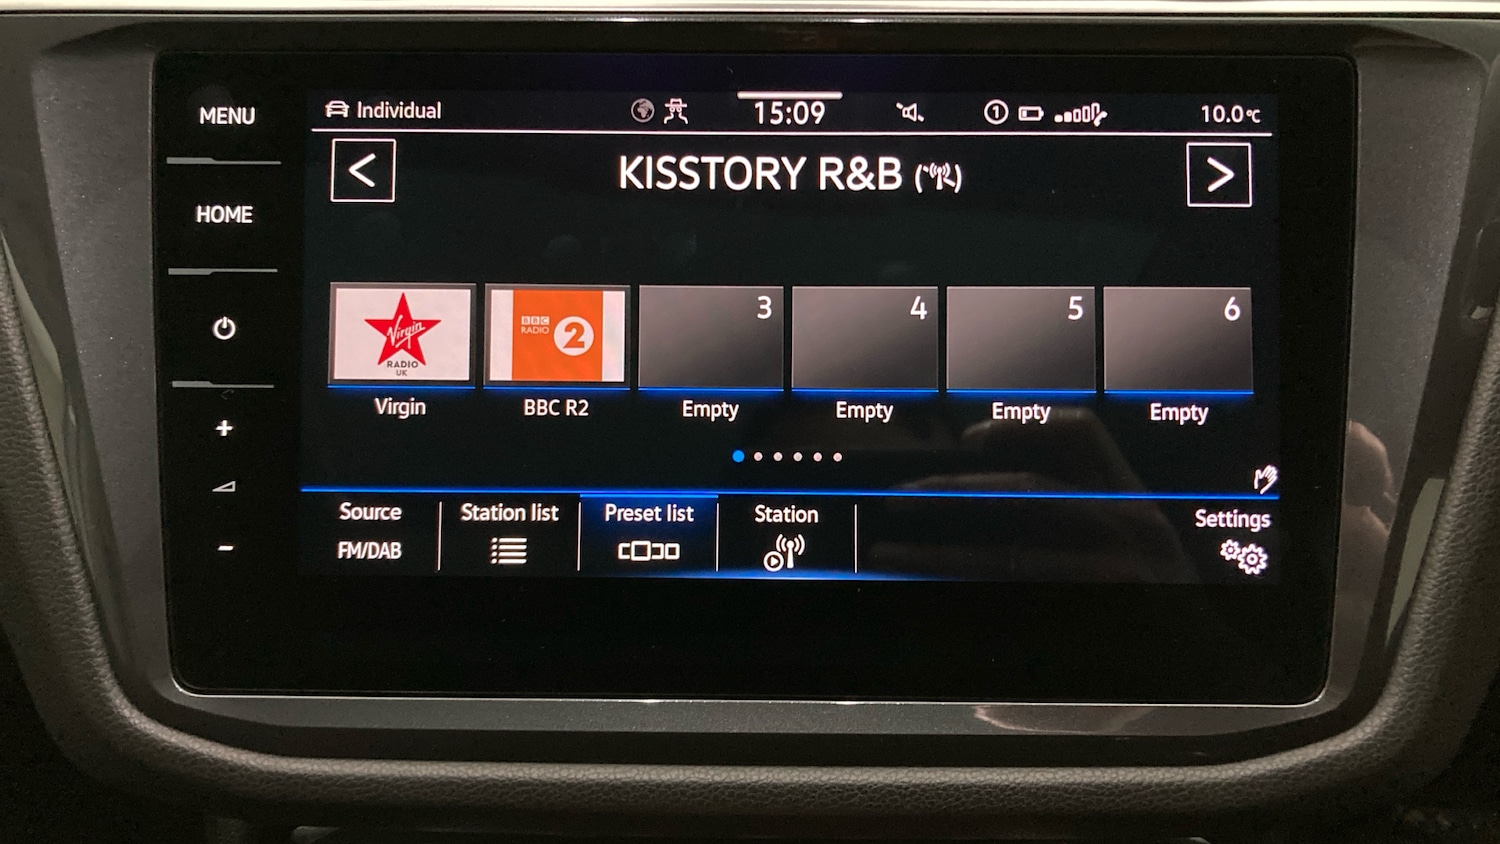 MENU
HOME
Individual
15:09
1
10.0°C
<
KISSTORY R&B
>
Virgin
RADIO
UK
BBC
RADIO
2
3
4
5
6
Virgin
BBC R2
Empty
Empty
Empty
Empty
+
-
Source
FM/DAB
Station list
Preset list
Station
Settings